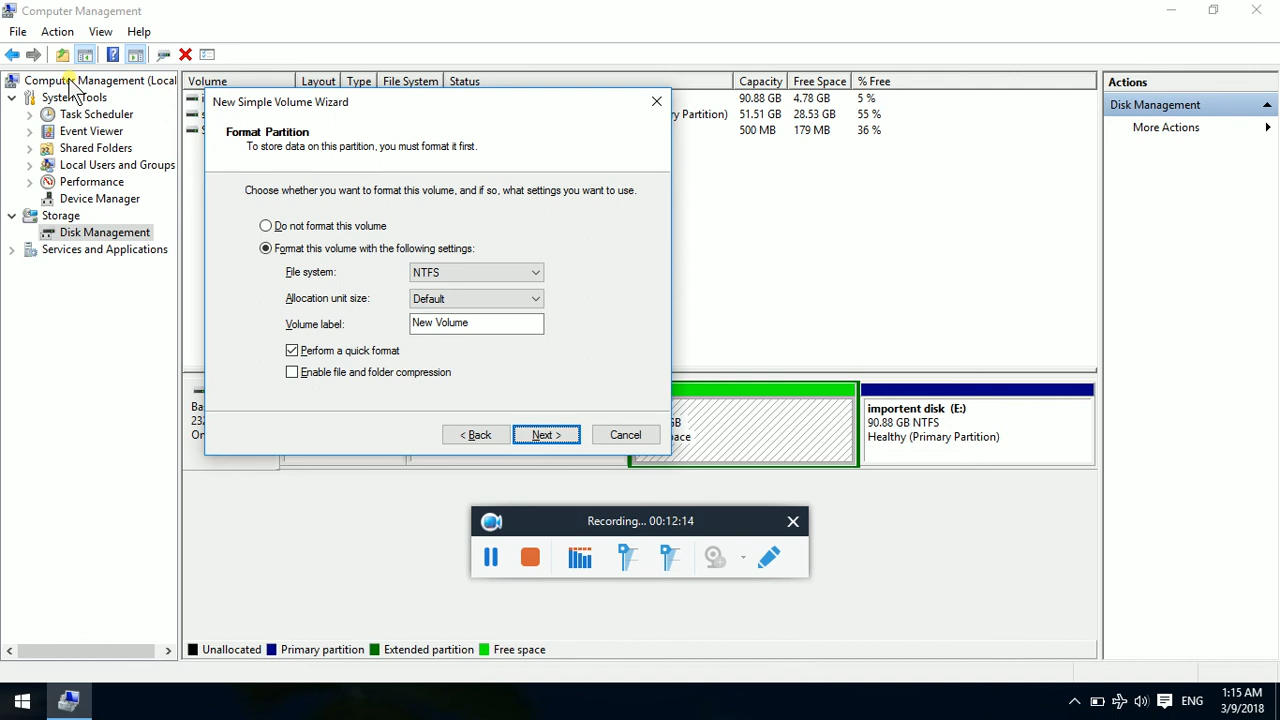 Computer Management
File Action View Help
Computer Management (Local
System Tools
Task Scheduler
Event Viewer
Shared Folders
Local Users and Groups
Performance
Device Manager
Storage
Disk Management
Services and Applications
Volume Layout Type File System Status Capacity Free Space % Free
90.88 GB 4.78 GB 5 %
Primary Partition) 51.51 GB 28.53 GB 55 %
500 MB 179 MB 36 %
New Simple Volume Wizard
Format Partition
To store data on this partition, you must format it first.
Choose whether you want to format this volume, and if so, what settings you want to use.
Do not format this volume
Format this volume with the following settings:
File system: NTFS
Allocation unit size: Default
Volume label: New Volume
Perform a quick format
Enable file and folder compression
< Back Next > Cancel
Ba
232
On
GB
pace
importent disk (E:)
90.88 GB NTFS
Healthy (Primary Partition)
Recording... 00:12:14
Unallocated Primary partition Extended partition Free space
Actions
Disk Management
More Actions
ENG
1:15 AM
3/9/2018